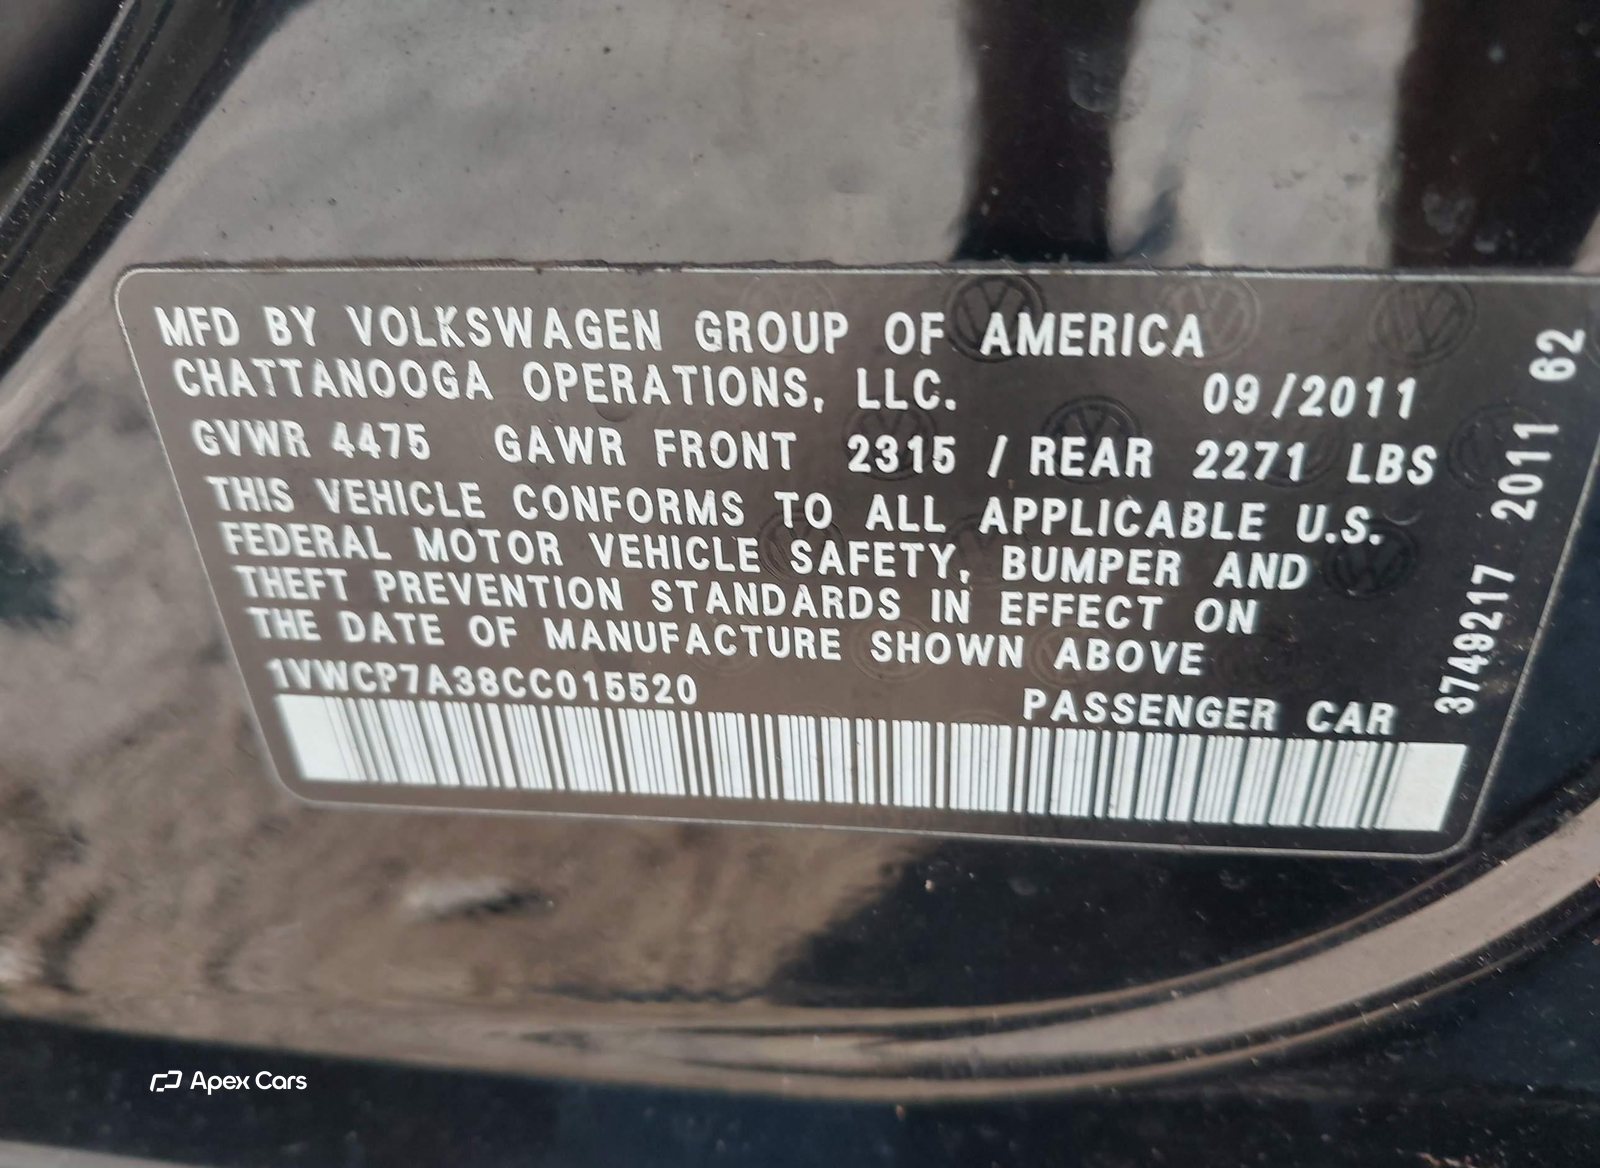 MFD BY VOLKSWAGEN GROUP OF AMERICA
CHATTANOOGA OPERATIONS, LLC. 09/2011
GVWR 4475 GAWR FRONT 2315 / REAR 2271 LBS
THIS VEHICLE CONFORMS TO ALL APPLICABLE U.S.
FEDERAL MOTOR VEHICLE SAFETY, BUMPER AND
THEFT PREVENTION STANDARDS IN EFFECT ON
THE DATE OF MANUFACTURE SHOWN ABOVE
1VWCP7A38CC015520 PASSENGER CAR
3749217 2011 62
Apex Cars